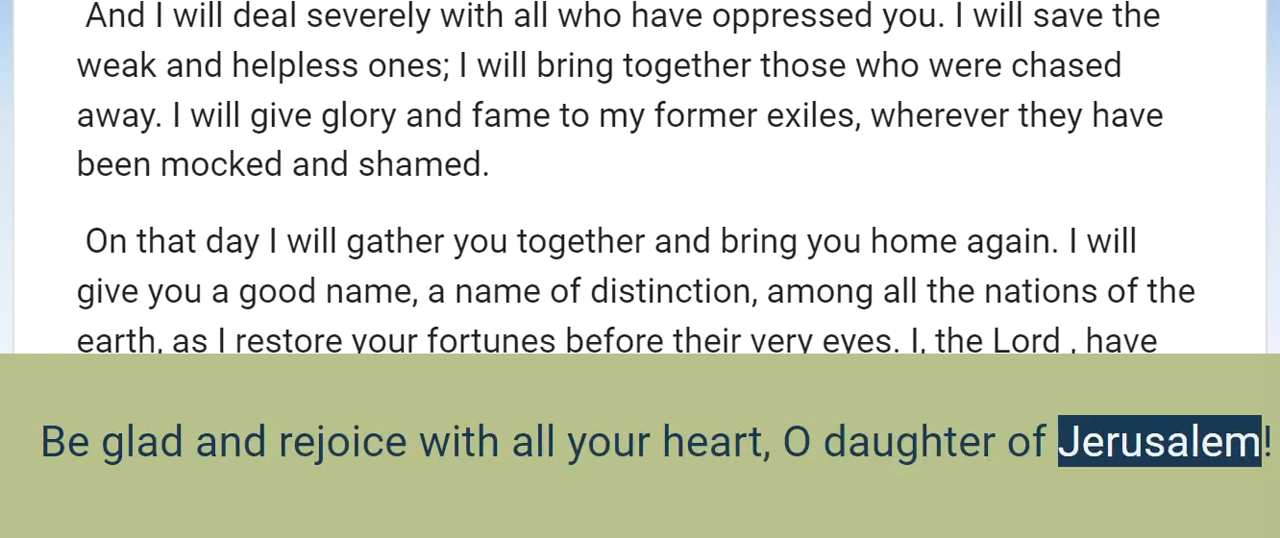 And I will deal severely with all who have oppressed you. I will save the
weak and helpless ones; I will bring together those who were chased
away. I will give glory and fame to my former exiles, wherever they have
been mocked and shamed.
On that day I will gather you together and bring you home again. I will
give you a good name, a name of distinction, among all the nations of the
earth, as I restore your fortunes before their very eyes. I, the Lord , have
Be glad and rejoice with all your heart, O daughter of Jerusalem!